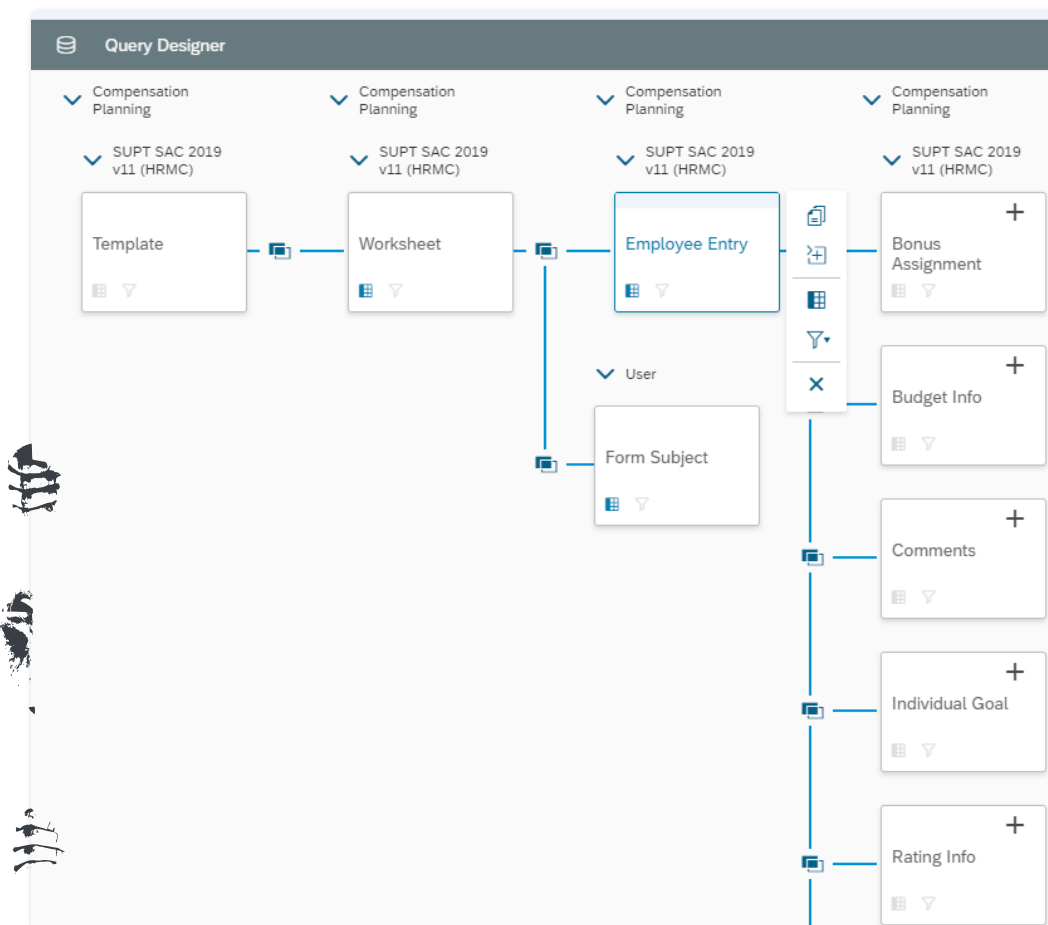 Query Designer
Compensation
Planning
Compensation
Planning
Compensation
Planning
Compensation
Planning
SUPT SAC 2019
v11 (HRMC)
SUPT SAC 2019
v11 (HRMC)
SUPT SAC 2019
v11 (HRMC)
SUPT SAC 2019
v11 (HRMC)
Template
Worksheet
Employee Entry
Bonus
Assignment
User
Budget Info
Form Subject
Comments
Individual Goal
Rating Info